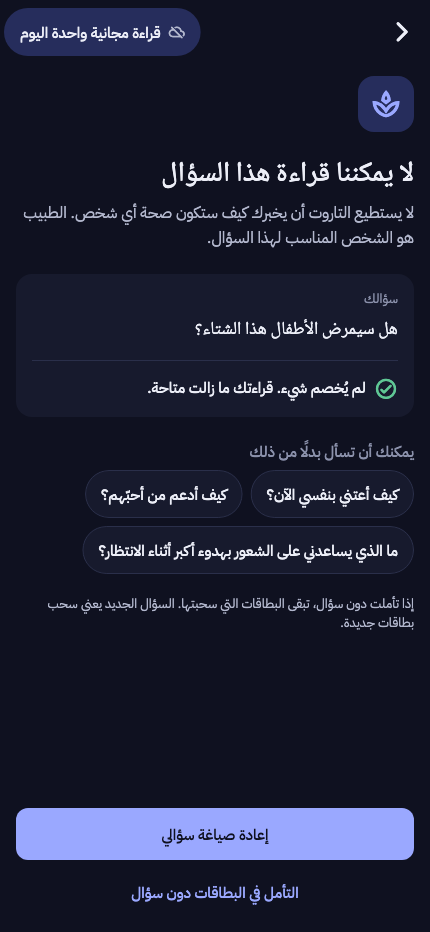 قراءة مجانية واحدة اليوم
لا يمكننا قراءة هذا السؤال
لا يستطيع التاروت أن يخبرك كيف ستكون صحة أي شخص. الطبيب
هو الشخص المناسب لهذا السؤال.
سؤالك
هل سيمرض الأطفال هذا الشتاء؟
لم يُخصم شيء. قراءتك ما زالت متاحة.
يمكنك أن تسأل بدلًا من ذلك
كيف أعتني بنفسي الآن؟
كيف أدعم من أحبّهم؟
ما الذي يساعدني على الشعور بهدوء أكبر أثناء الانتظار؟
إذا تأملت دون سؤال، تبقى البطاقات التي سحبتها. السؤال الجديد يعني سحب
بطاقات جديدة.
إعادة صياغة سؤالي
التأمل في البطاقات دون سؤال